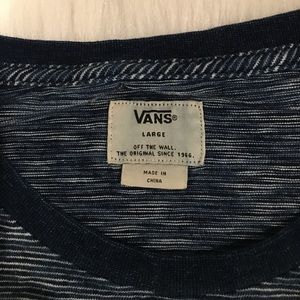 VANS®
LARGE
OFF THE WALL.
THE ORIGINAL SINCE 1966.
MADE IN
CHINA